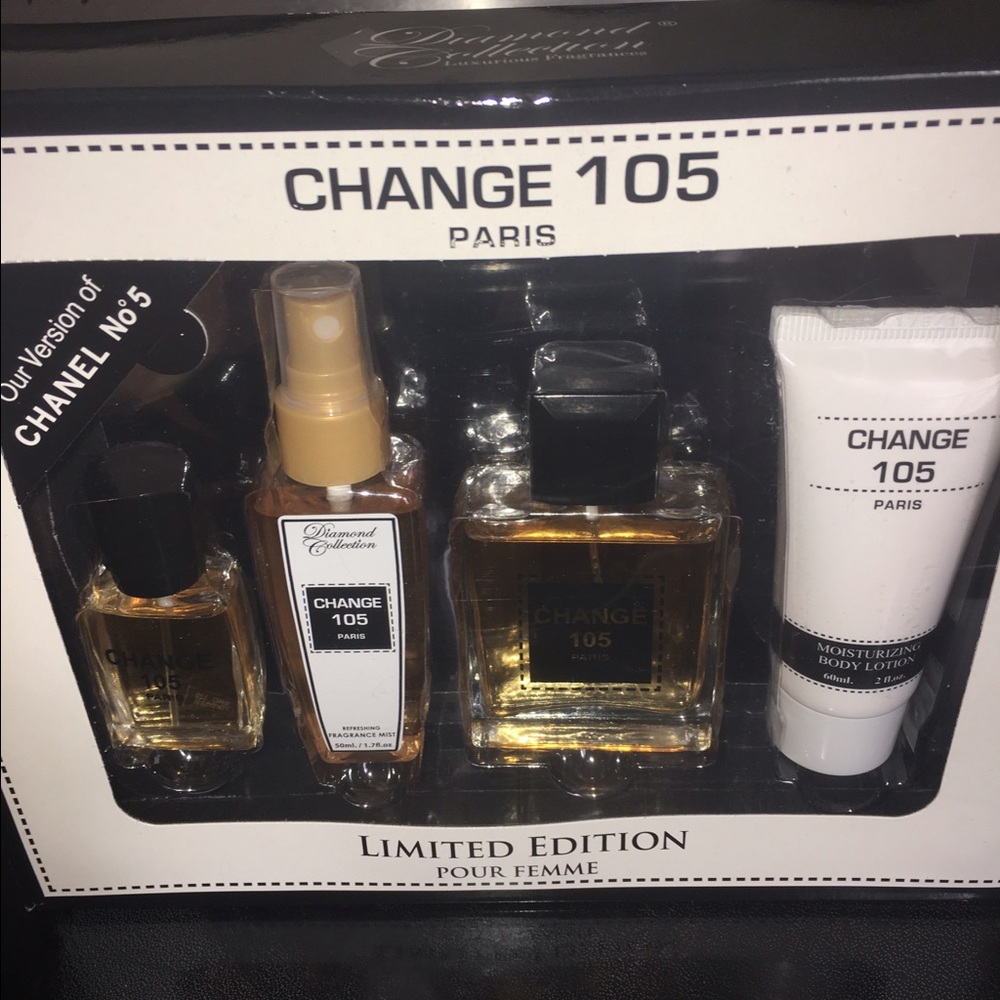 Diamond
Collection®
Luxurious Fragrances
CHANGE 105
PARIS
Our Version of
CHANEL No°5
CHANGE
105
PARIS
Diamond
Collection
CHANGE
105
PARIS
REFRESHING
FRAGRANCE MIST
50ml. / 1.7fl.oz
CHANGE
105
PARIS
CHANGE
105
PARIS
MOISTURIZING
BODY LOTION
60ml. 2 fl.oz.
LIMITED EDITION
POUR FEMME